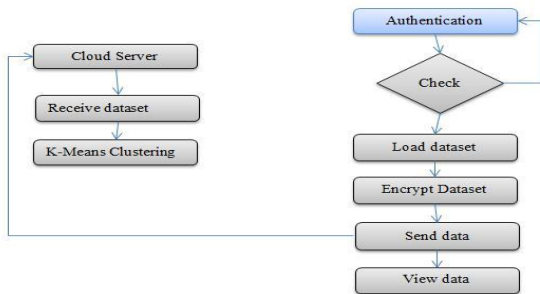 Authentication
Cloud Server
Check
Receive dataset
Load dataset
K-Means Clustering
Encrypt Dataset
Send data
View data